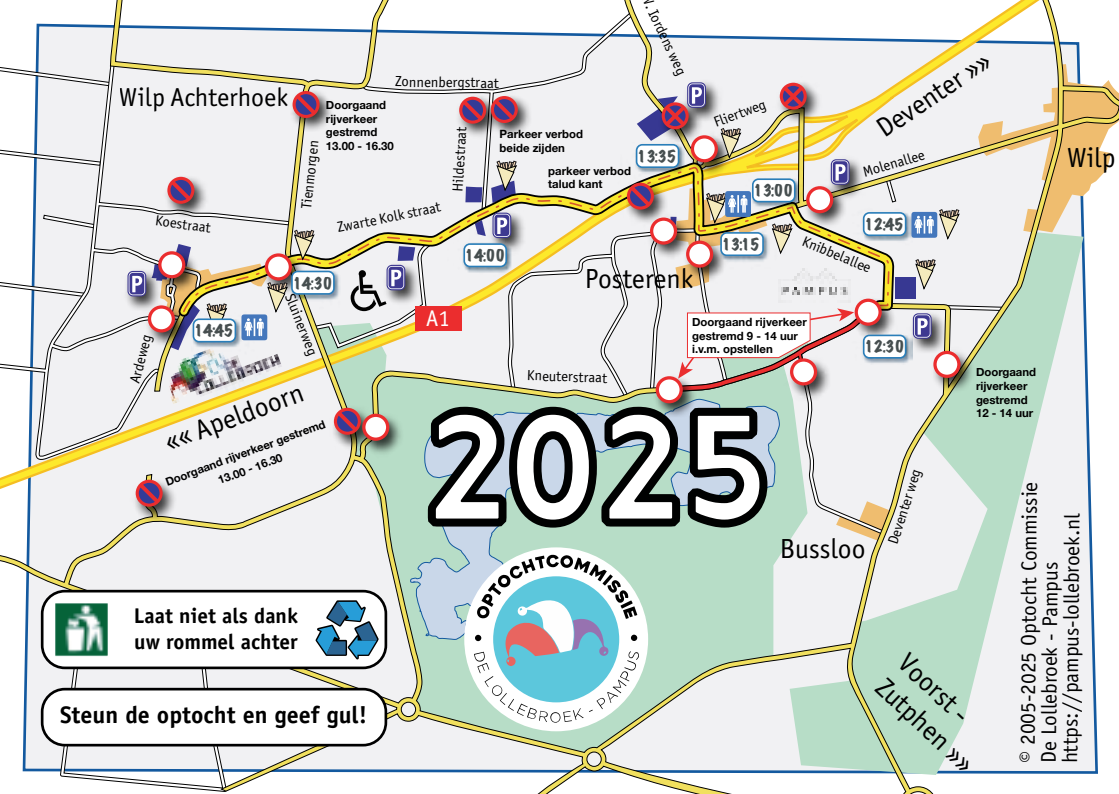 W. Iordens weg
Zonnenbergstraat
Deventer »»
Wilp Achterhoek
Doorgaand
rijverkeer
gestremd
13.00 - 16.30
Hildestraat
Parkeer verbod
beide zijden
Fliertweg
Tienmorgen
parkeer verbod
talud kant
13:35
Molenallee
Wilp
Koestraat
Zwarte Kolk straat
13:00
12:45
13:15
14:00
Knibbelallee
Posterenk
PAMPUS
14:30
Sluinerweg
A1
14:45
Ardeweg
LOLLEBROEK
Doorgaand rijverkeer
gestremd 9 - 14 uur
i.v.m. opstellen
12:30
Kneuterstraat
Doorgaand
rijverkeer
gestremd
12 - 14 uur
«« Apeldoorn
Doorgaand rijverkeer gestremd
13.00 - 16.30
2025
Deventer weg
Bussloo
OPTOCHTCOMMISSIE
DE LOLLEBROEK - PAMPUS
Laat niet als dank
uw rommel achter
Steun de optocht en geef gul!
Voorst -
Zutphen »»
© 2005-2025 Optocht Commissie
De Lollebroek - Pampus
https://pampus-lollebroek.nl
P
P
P
P
P
P